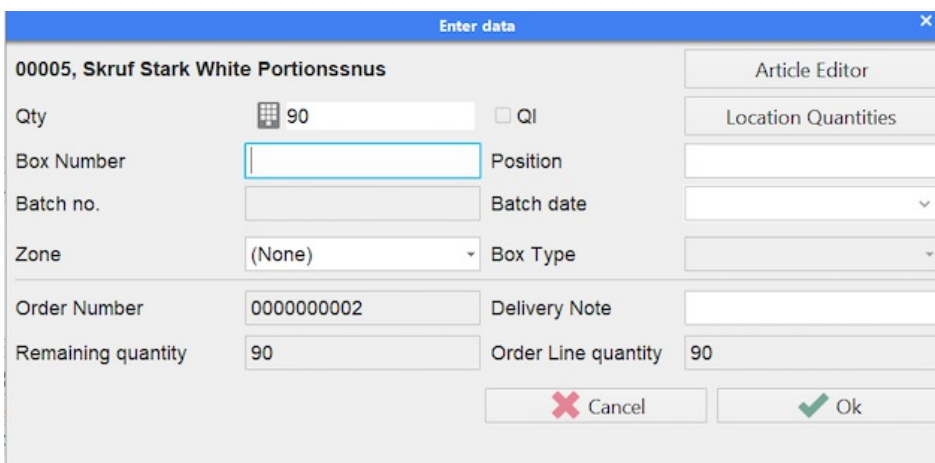 Enter data
00005, Skruf Stark White Portionssnus Article Editor
Qty 90 QI Location Quantities
Box Number Position
Batch no. Batch date
Zone (None) Box Type
Order Number 0000000002 Delivery Note
Remaining quantity 90 Order Line quantity 90
Cancel Ok